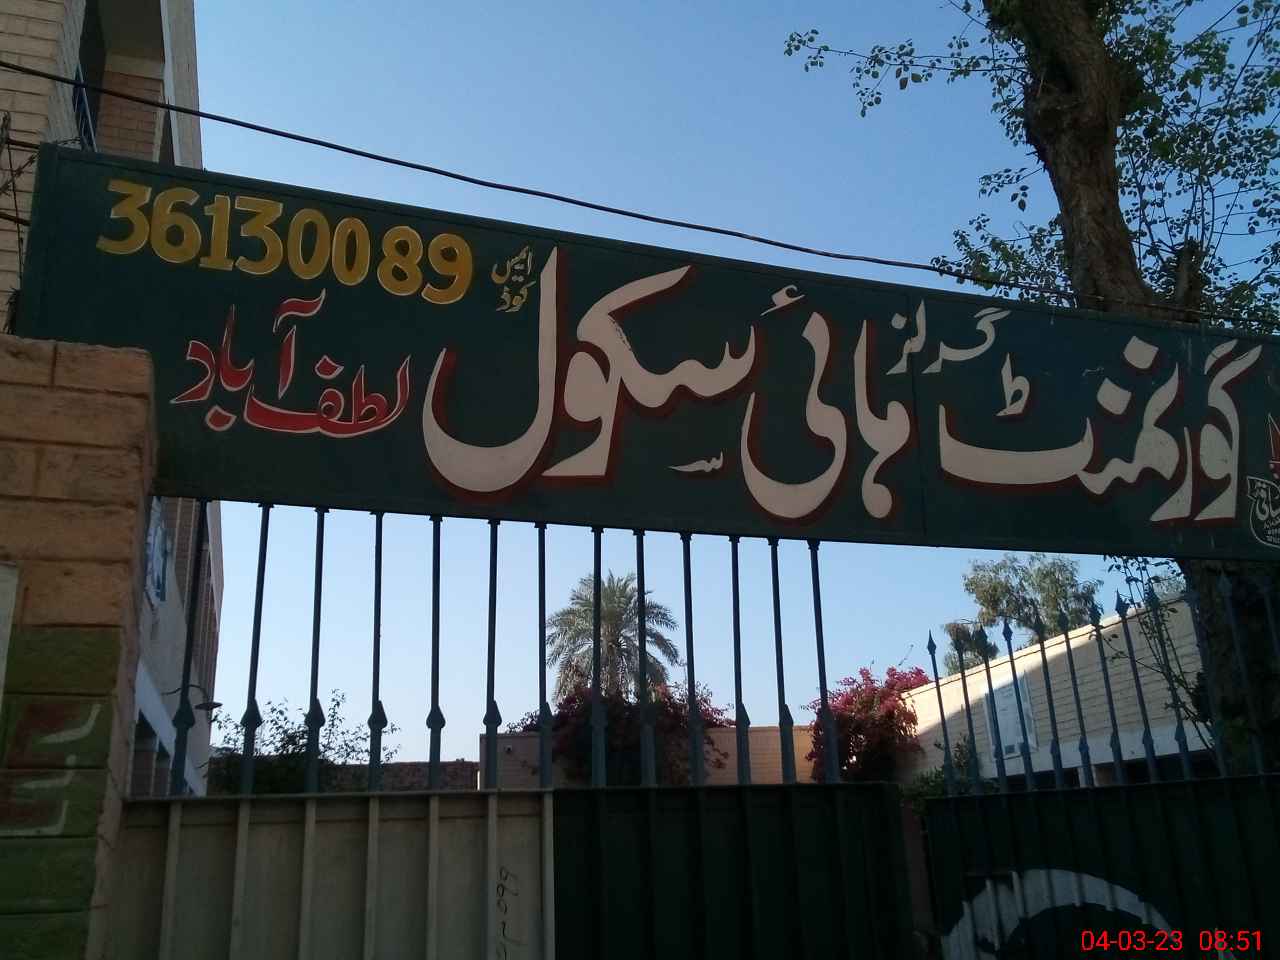 گورنمنٹ گرلز ہائی سکول لطف آباد
ایس کوڈ 36130089
04-03-23 08:51